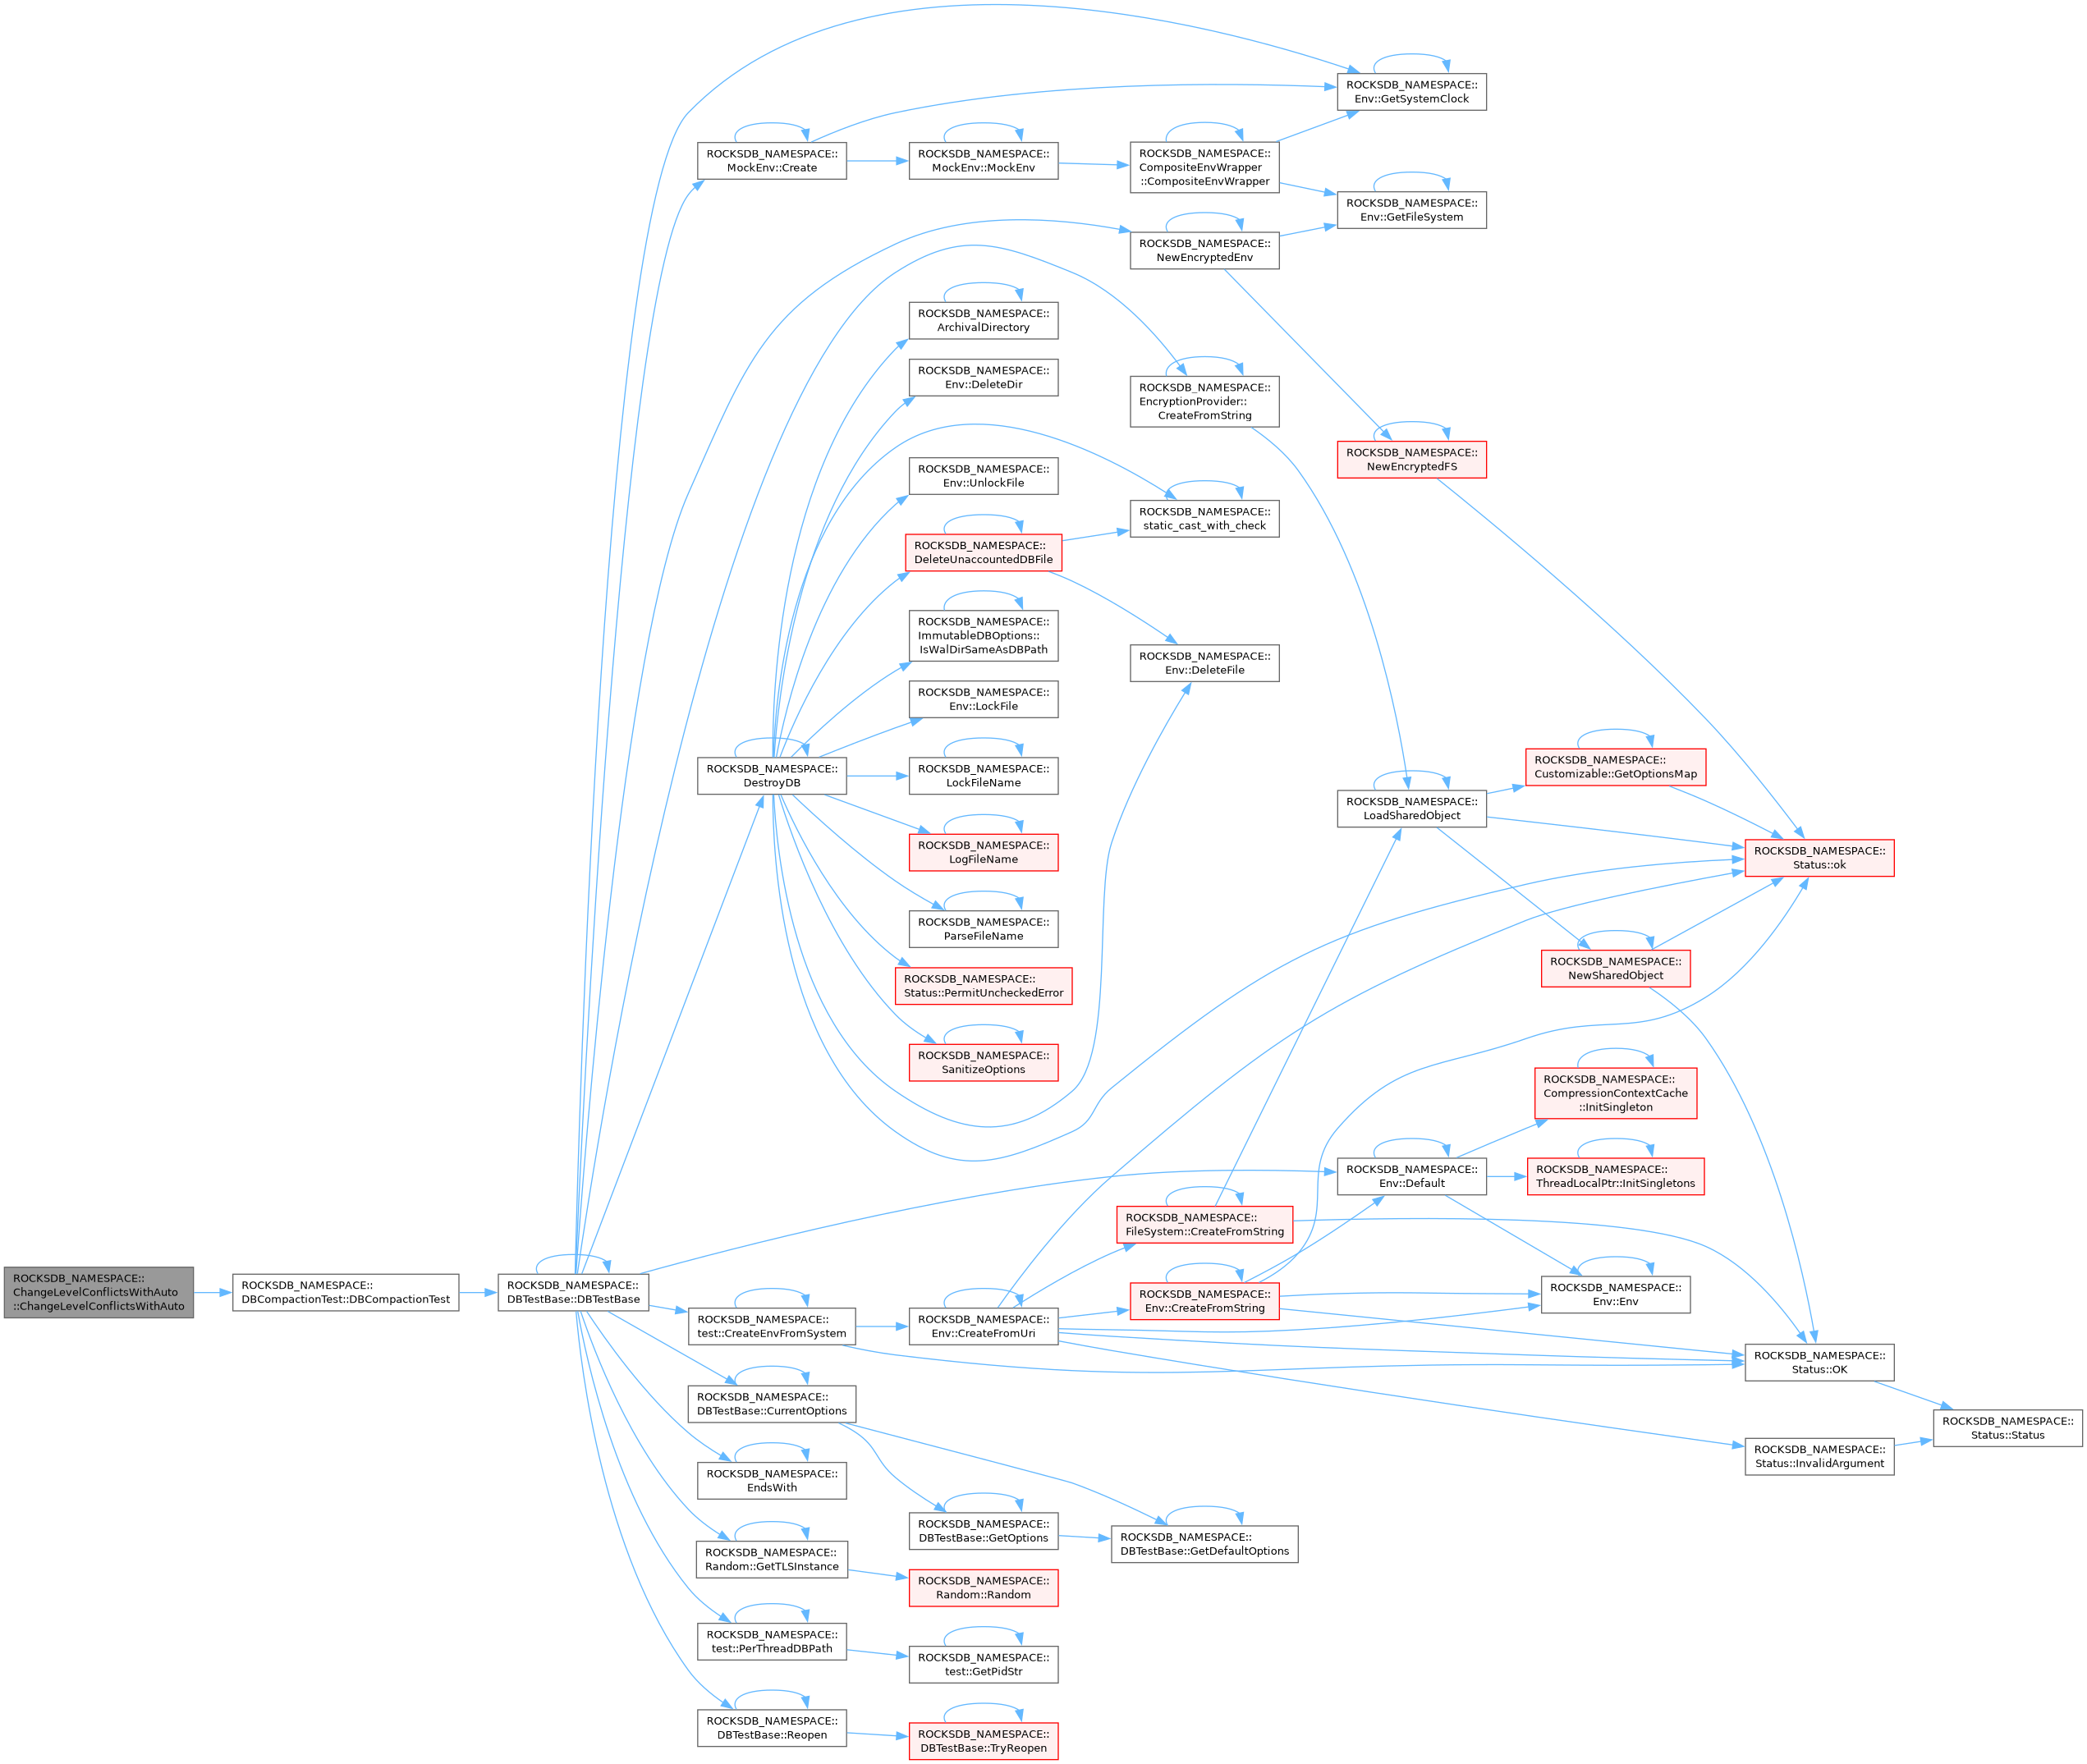 ROCKSDB_NAMESPACE::
ChangeLevelConflictsWithAuto
::ChangeLevelConflictsWithAuto
ROCKSDB_NAMESPACE::
DBCompactionTest::DBCompactionTest
ROCKSDB_NAMESPACE::
DBTestBase::DBTestBase
ROCKSDB_NAMESPACE::
MockEnv::Create
ROCKSDB_NAMESPACE::
DestroyDB
ROCKSDB_NAMESPACE::
test::CreateEnvFromSystem
ROCKSDB_NAMESPACE::
DBTestBase::CurrentOptions
ROCKSDB_NAMESPACE::
EndsWith
ROCKSDB_NAMESPACE::
Random::GetTLSInstance
ROCKSDB_NAMESPACE::
test::PerThreadDBPath
ROCKSDB_NAMESPACE::
DBTestBase::Reopen
ROCKSDB_NAMESPACE::
MockEnv::MockEnv
ROCKSDB_NAMESPACE::
ArchivalDirectory
ROCKSDB_NAMESPACE::
Env::DeleteDir
ROCKSDB_NAMESPACE::
Env::UnlockFile
ROCKSDB_NAMESPACE::
DeleteUnaccountedDBFile
ROCKSDB_NAMESPACE::
ImmutableDBOptions::
IsWalDirSameAsDBPath
ROCKSDB_NAMESPACE::
Env::LockFile
ROCKSDB_NAMESPACE::
LockFileName
ROCKSDB_NAMESPACE::
LogFileName
ROCKSDB_NAMESPACE::
ParseFileName
ROCKSDB_NAMESPACE::
Status::PermitUncheckedError
ROCKSDB_NAMESPACE::
SanitizeOptions
ROCKSDB_NAMESPACE::
Env::CreateFromUri
ROCKSDB_NAMESPACE::
DBTestBase::GetOptions
ROCKSDB_NAMESPACE::
Random::Random
ROCKSDB_NAMESPACE::
test::GetPidStr
ROCKSDB_NAMESPACE::
DBTestBase::TryReopen
ROCKSDB_NAMESPACE::
CompositeEnvWrapper
::CompositeEnvWrapper
ROCKSDB_NAMESPACE::
NewEncryptedEnv
ROCKSDB_NAMESPACE::
EncryptionProvider::
CreateFromString
ROCKSDB_NAMESPACE::
static_cast_with_check
ROCKSDB_NAMESPACE::
Env::DeleteFile
ROCKSDB_NAMESPACE::
FileSystem::CreateFromString
ROCKSDB_NAMESPACE::
Env::CreateFromString
ROCKSDB_NAMESPACE::
DBTestBase::GetDefaultOptions
ROCKSDB_NAMESPACE::
Env::GetSystemClock
ROCKSDB_NAMESPACE::
Env::GetFileSystem
ROCKSDB_NAMESPACE::
NewEncryptedFS
ROCKSDB_NAMESPACE::
LoadSharedObject
ROCKSDB_NAMESPACE::
Env::Default
ROCKSDB_NAMESPACE::
Customizable::GetOptionsMap
ROCKSDB_NAMESPACE::
NewSharedObject
ROCKSDB_NAMESPACE::
CompressionContextCache
::InitSingleton
ROCKSDB_NAMESPACE::
ThreadLocalPtr::InitSingletons
ROCKSDB_NAMESPACE::
Env::Env
ROCKSDB_NAMESPACE::
Status::ok
ROCKSDB_NAMESPACE::
Status::OK
ROCKSDB_NAMESPACE::
Status::InvalidArgument
ROCKSDB_NAMESPACE::
Status::Status